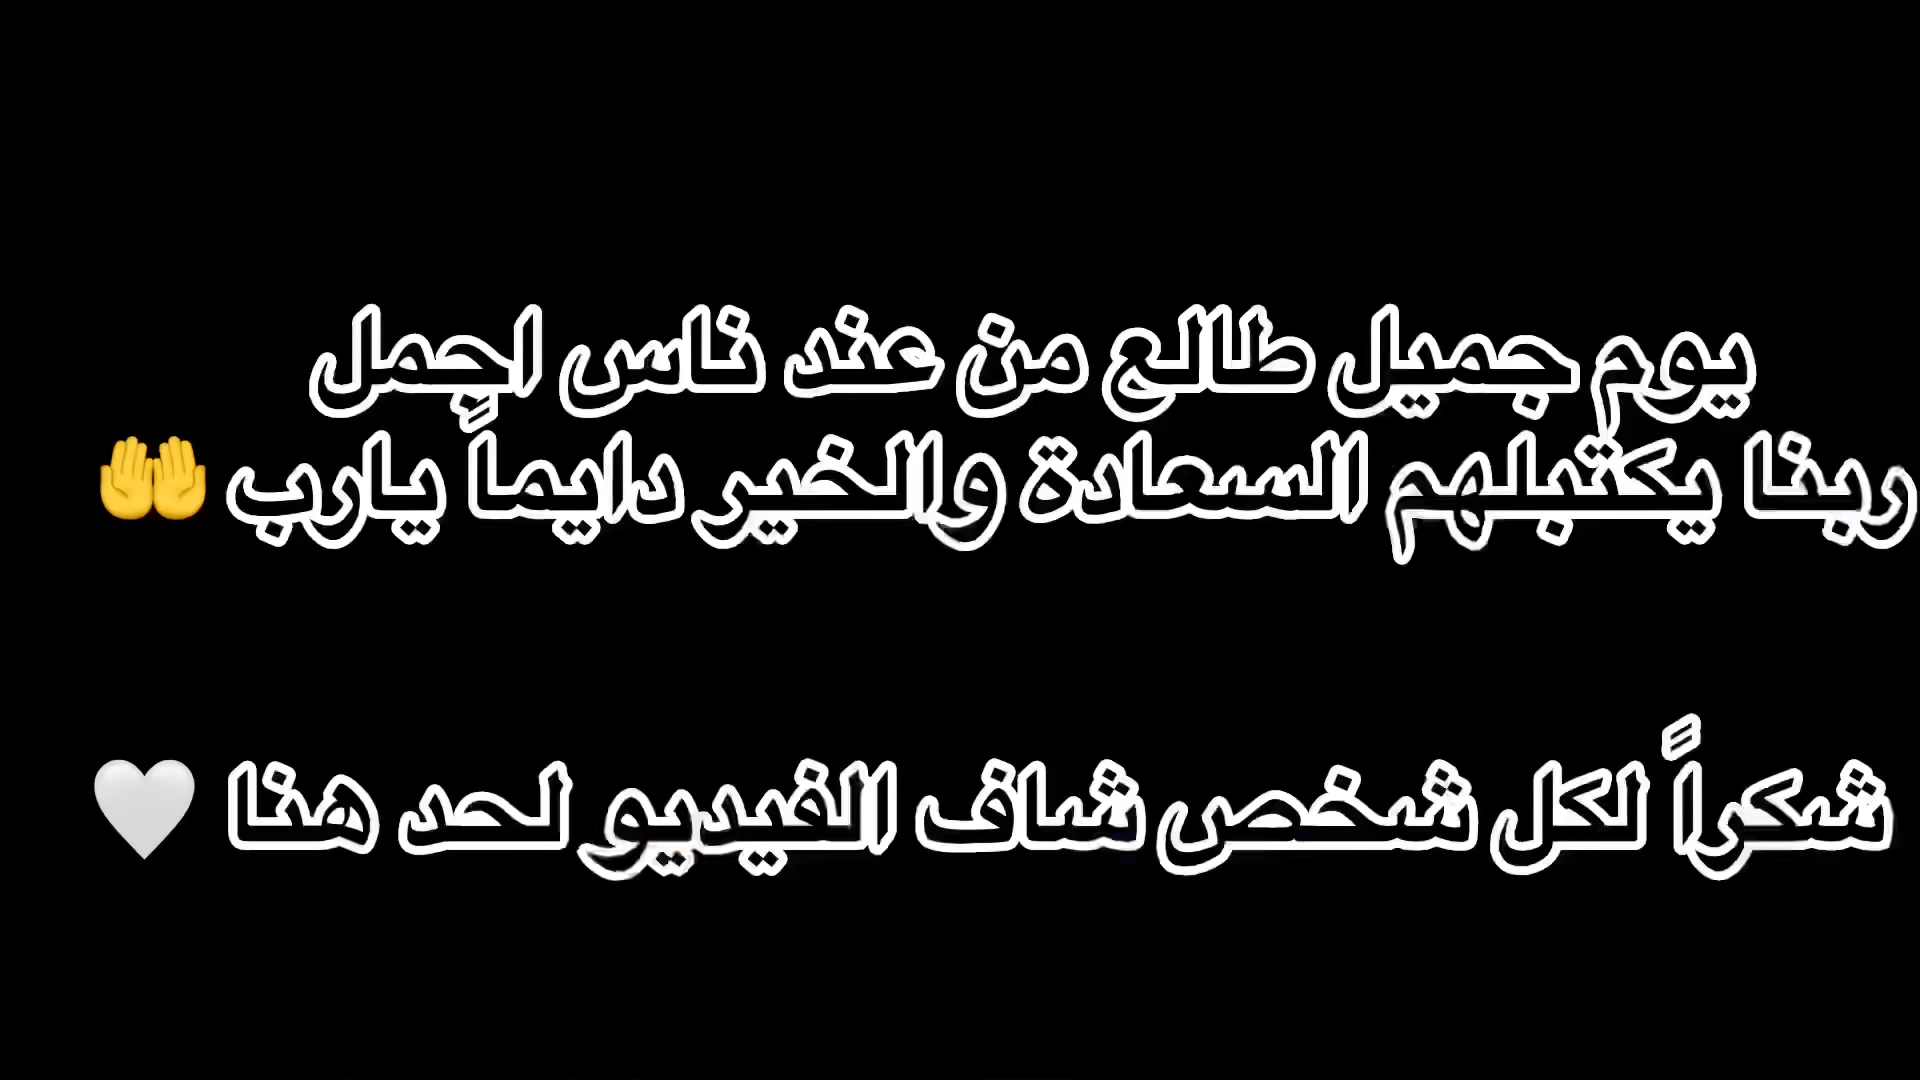 يوم جميل طالع من عند ناس اجمل
ربنا يكتبلهم السعادة والخير دايماً يارب 🤲
شكراً لكل شخص شاف الفيديو لحد هنا 🤍